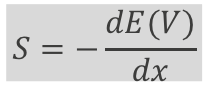 S = − dE(V)/dx